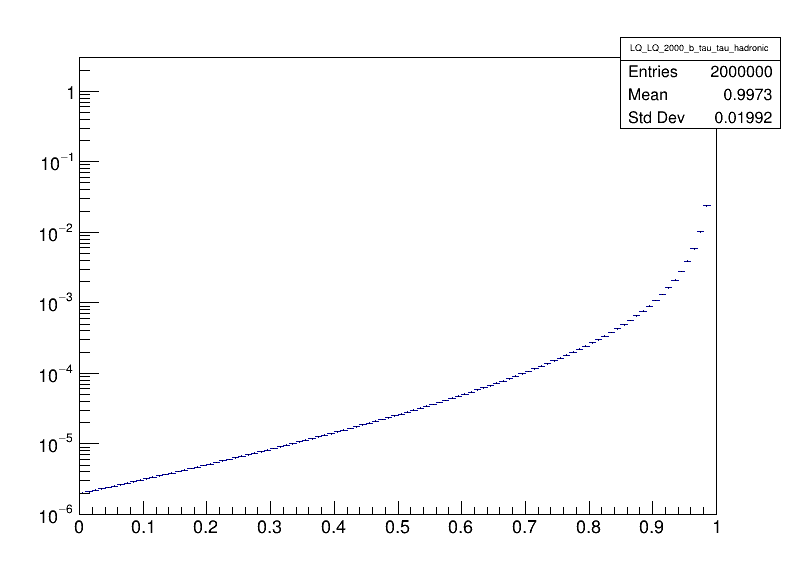 LQ_LQ_2000_b_tau_tau_hadronic
Entries 2000000
Mean 0.9973
Std Dev 0.01992
1
10⁻¹
10⁻²
10⁻³
10⁻⁴
10⁻⁵
10⁻⁶
0 0.1 0.2 0.3 0.4 0.5 0.6 0.7 0.8 0.9 1